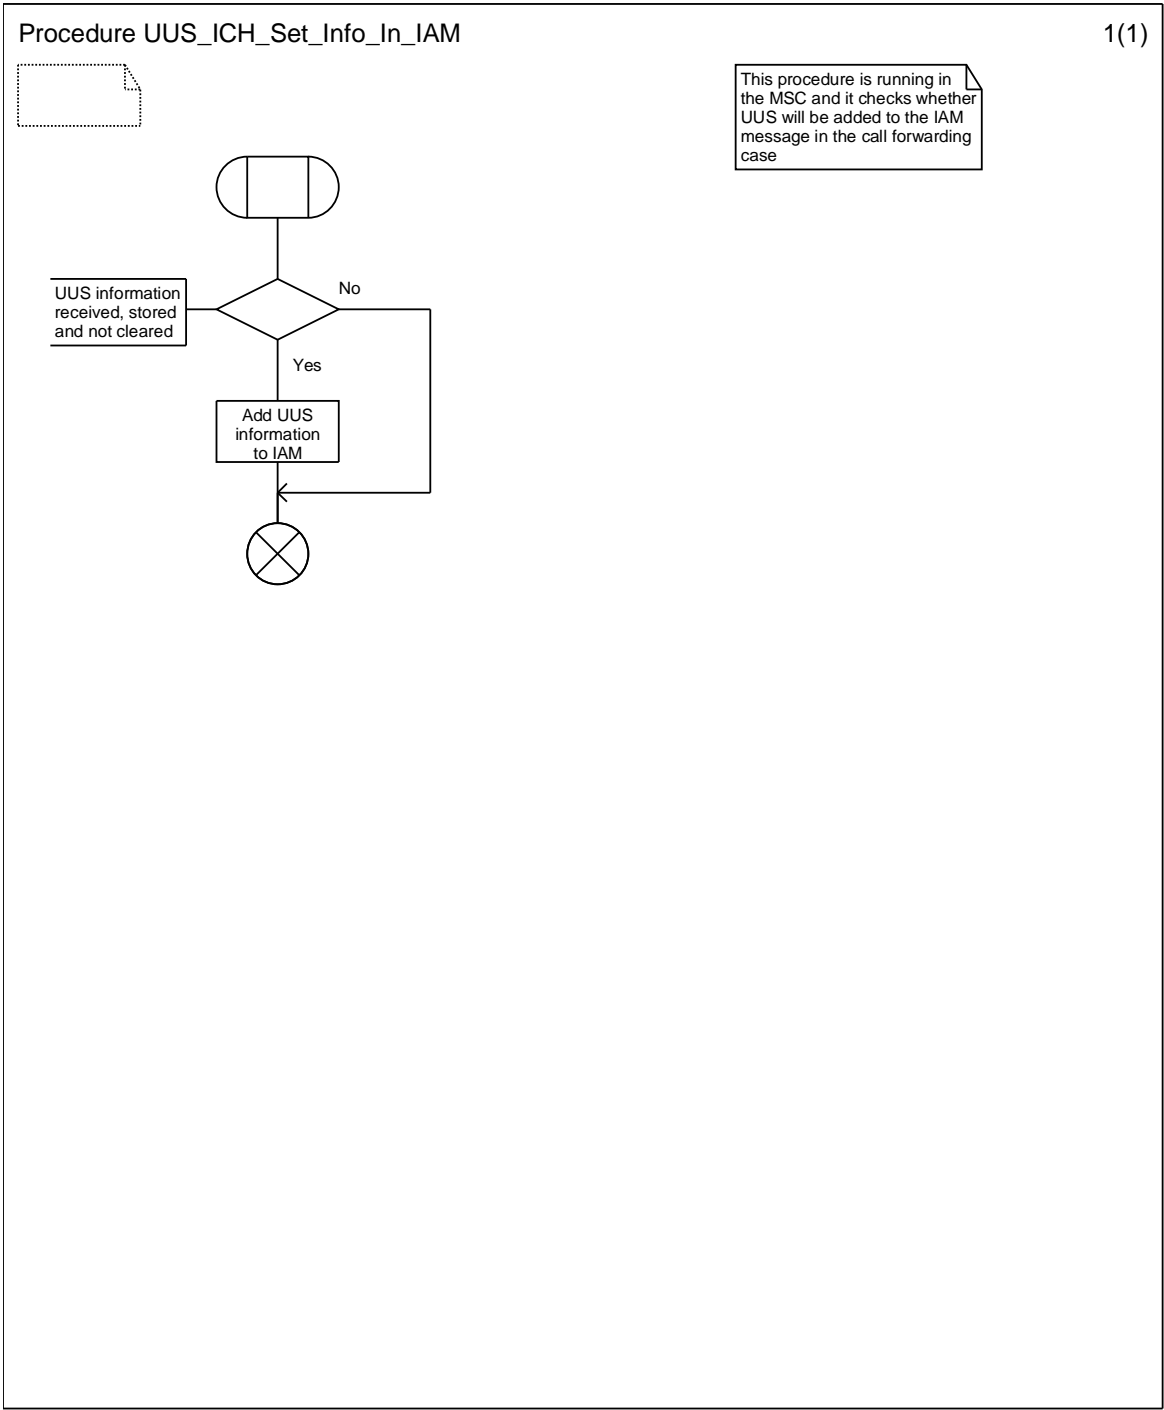 Procedure UUS_ICH_Set_Info_In_IAM
1(1)
This procedure is running in
the MSC and it checks whether
UUS will be added to the IAM
message in the call forwarding
case
UUS information
received, stored
and not cleared
No
Yes
Add UUS
information
to IAM